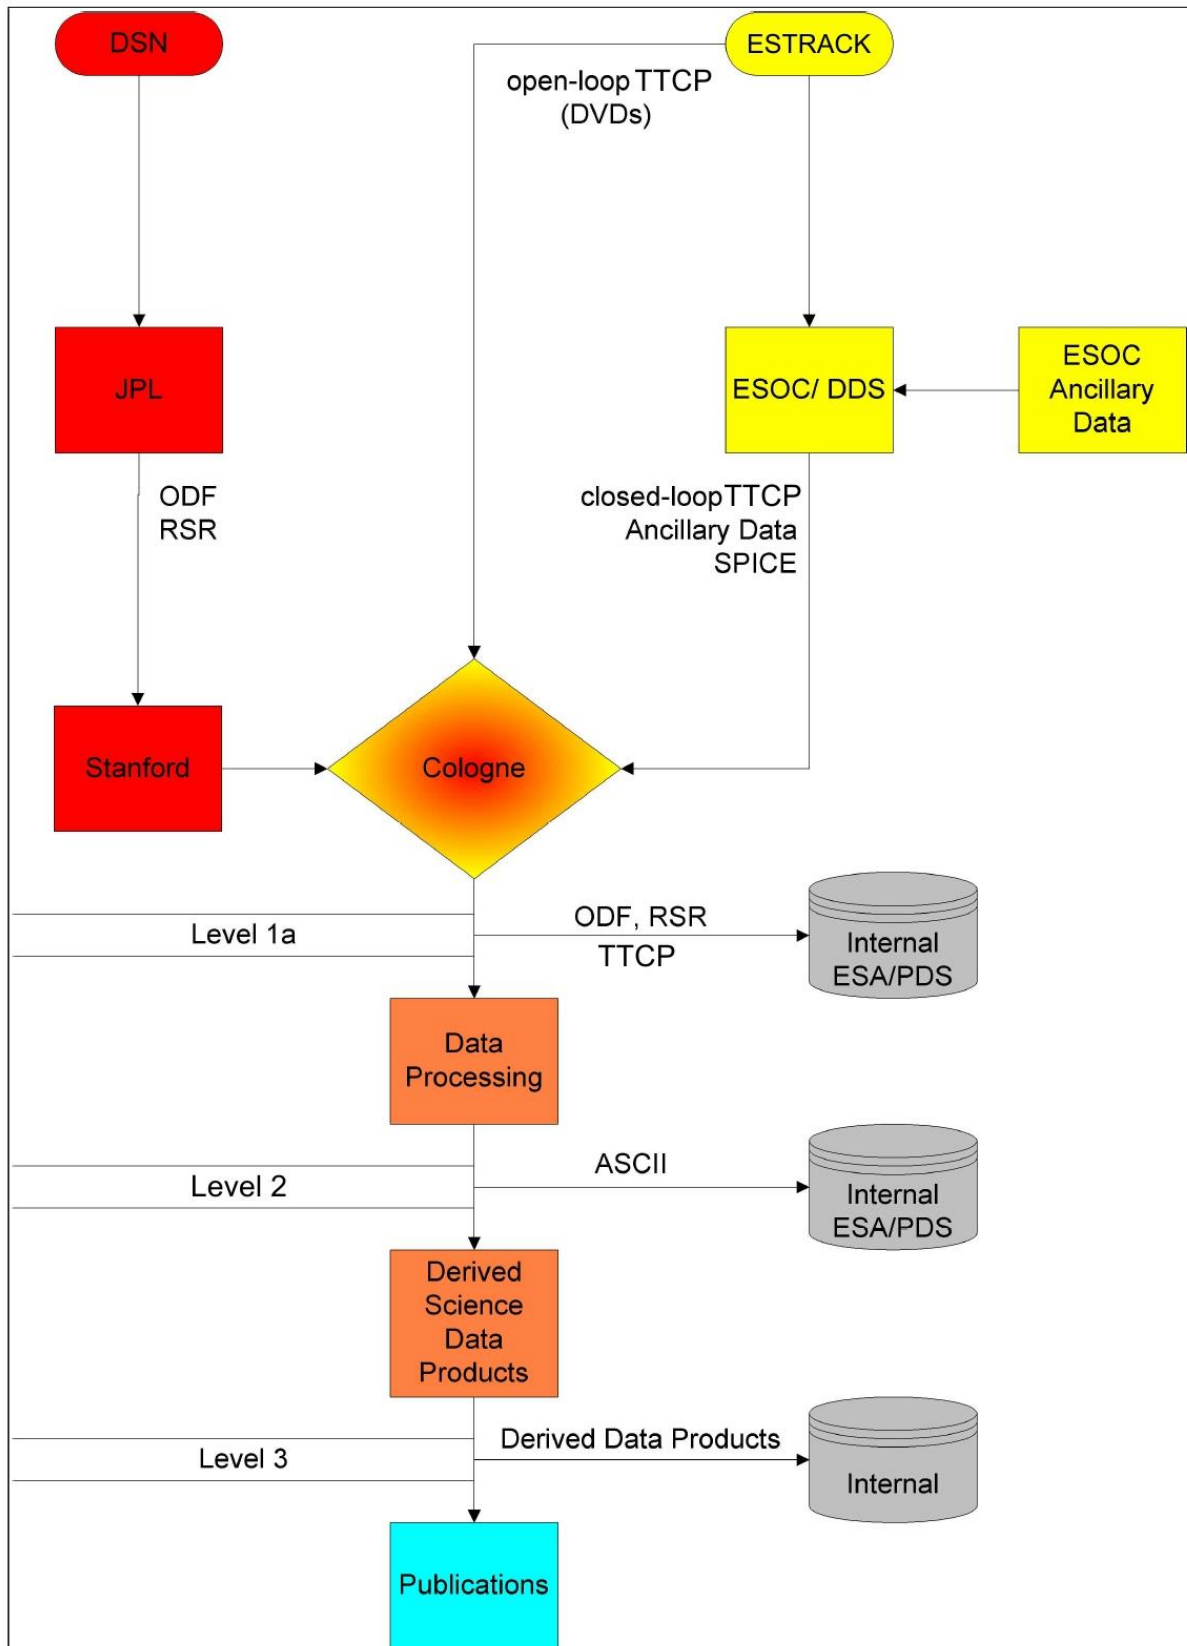 DSN
ESTRACK
open-loop TTCP
(DVDs)
JPL
ESOC/ DDS
ESOC
Ancillary
Data
ODF
RSR
closed-loopTTCP
Ancillary Data
SPICE
Stanford
Cologne
Level 1a
ODF, RSR
TTCP
Internal
ESA/PDS
Data
Processing
Level 2
ASCII
Internal
ESA/PDS
Derived
Science
Data
Products
Level 3
Derived Data Products
Internal
Publications